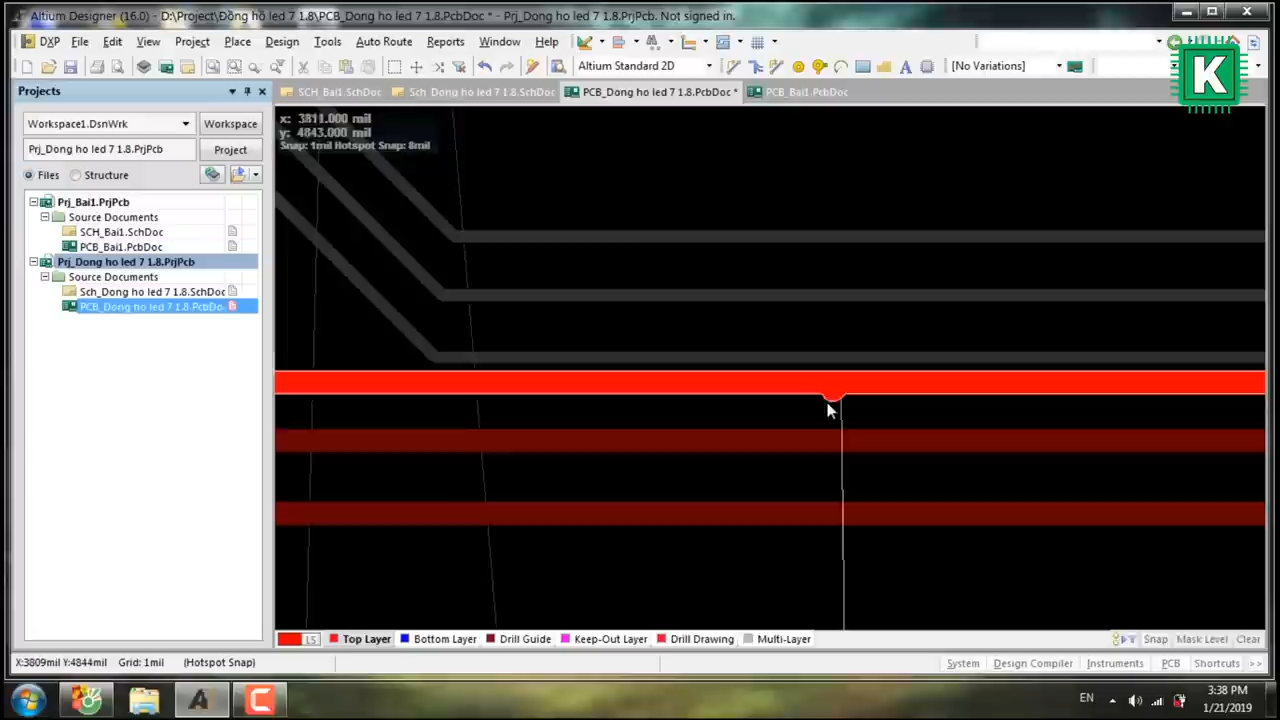 Altium Designer (16.0) - D:\Project\Đồng hồ led 7 1.8\PCB_Dong ho led 7 1.8.PcbDoc * - Prj_Dong ho led 7 1.8.PrjPcb. Not signed in.
DXP File Edit View Project Place Design Tools Auto Route Reports Window Help
Altium Standard 2D [No Variations]
K
Projects
SCH_Bai1.SchDoc Sch_Dong ho led 7 1.8.SchDoc PCB_Dong ho led 7 1.8.PcbDoc * PCB_Bai1.PcbDoc
Workspace1.DsnWrk Workspace
Prj_Dong ho led 7 1.8.PrjPcb Project
Files Structure
Prj_Bai1.PrjPcb
Source Documents
SCH_Bai1.SchDoc
PCB_Bai1.PcbDoc
Prj_Dong ho led 7 1.8.PrjPcb
Source Documents
Sch_Dong ho led 7 1.8.SchDoc
PCB_Dong ho led 7 1.8.PcbDo
x: 3811.000 mil
y: 4843.000 mil
Snap: 1mil Hotspot Snap: 8mil
LS Top Layer Bottom Layer Drill Guide Keep-Out Layer Drill Drawing Multi-Layer Snap Mask Level Clear
X:3809mil Y:4844mil Grid: 1mil (Hotspot Snap) System Design Compiler Instruments PCB Shortcuts >>
EN
3:38 PM
1/21/2019